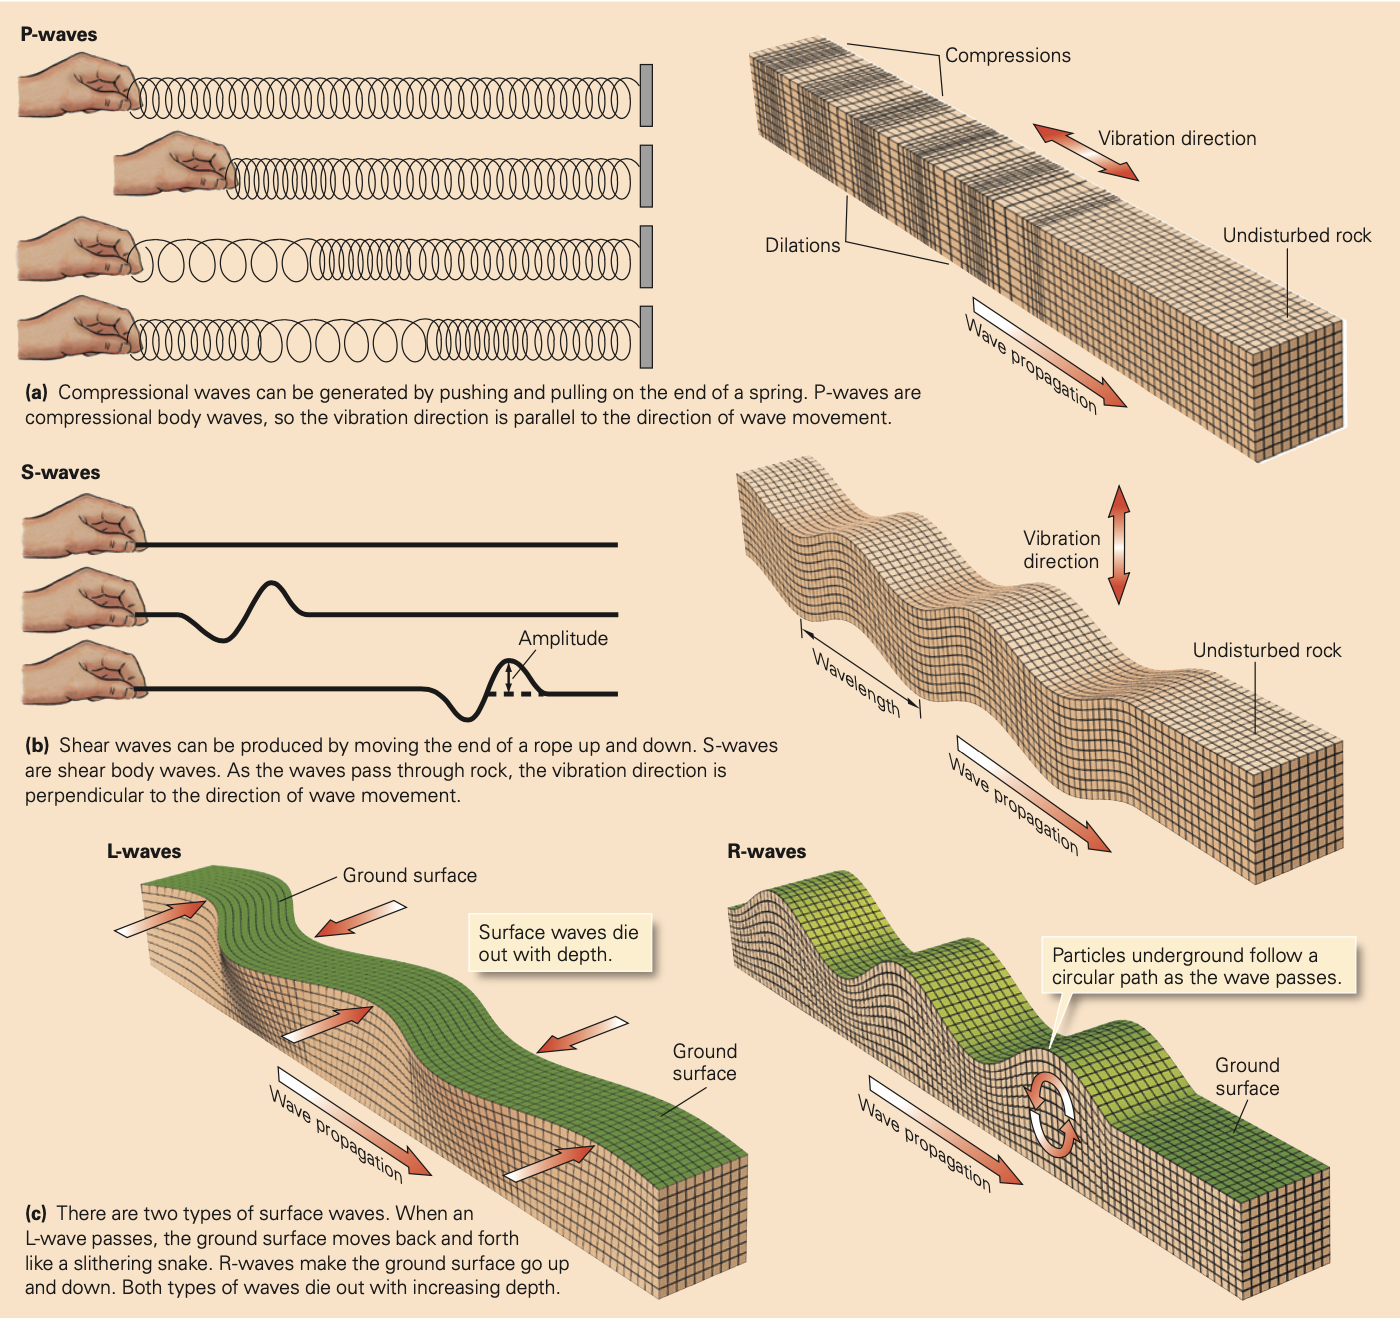 P-waves
Compressions
Vibration direction
Dilations
Undisturbed rock
Wave propagation
(a) Compressional waves can be generated by pushing and pulling on the end of a spring. P-waves are
compressional body waves, so the vibration direction is parallel to the direction of wave movement.
S-waves
Amplitude
Vibration
direction
Undisturbed rock
Wavelength
Wave propagation
(b) Shear waves can be produced by moving the end of a rope up and down. S-waves
are shear body waves. As the waves pass through rock, the vibration direction is
perpendicular to the direction of wave movement.
L-waves
Ground surface
Surface waves die
out with depth.
Ground
surface
Wave propagation
R-waves
Particles underground follow a
circular path as the wave passes.
Ground
surface
Wave propagation
(c) There are two types of surface waves. When an
L-wave passes, the ground surface moves back and forth
like a slithering snake. R-waves make the ground surface go up
and down. Both types of waves die out with increasing depth.